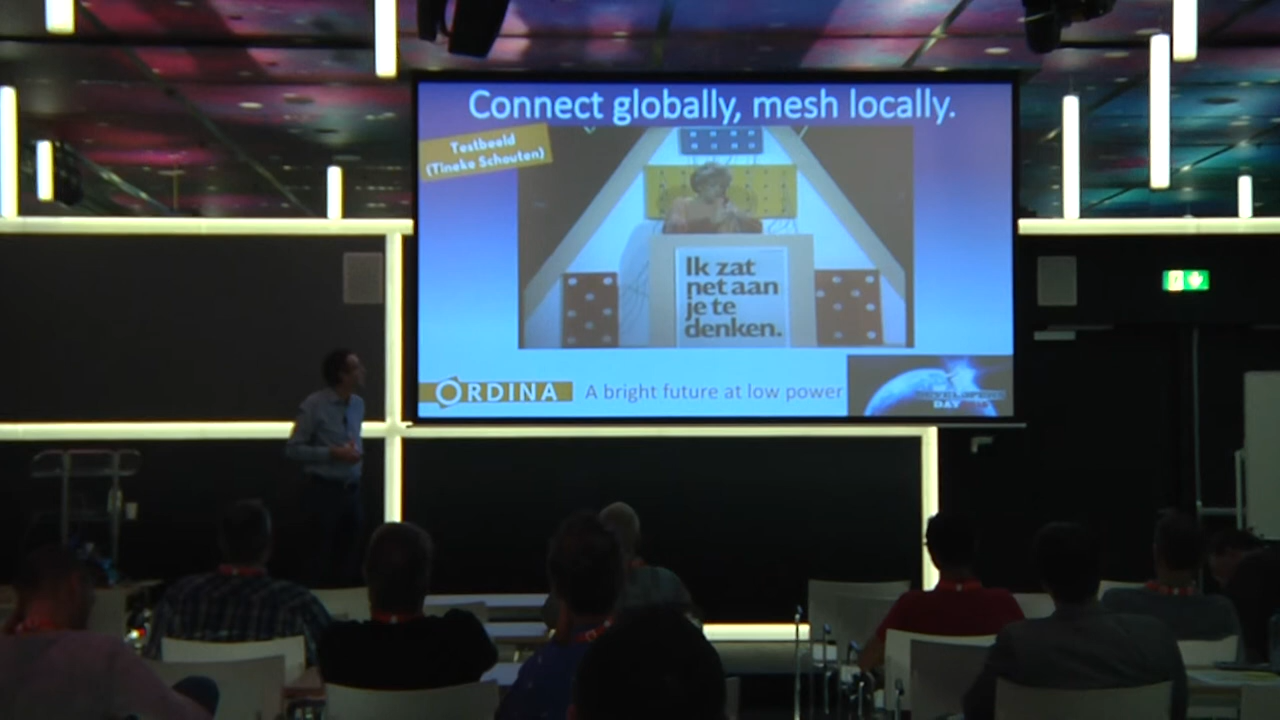 Connect globally, mesh locally.
Testbeeld
(Tineke Schouten)
Ik zat
net aan
je te
denken.
ORDINA
A bright future at low power
DAY